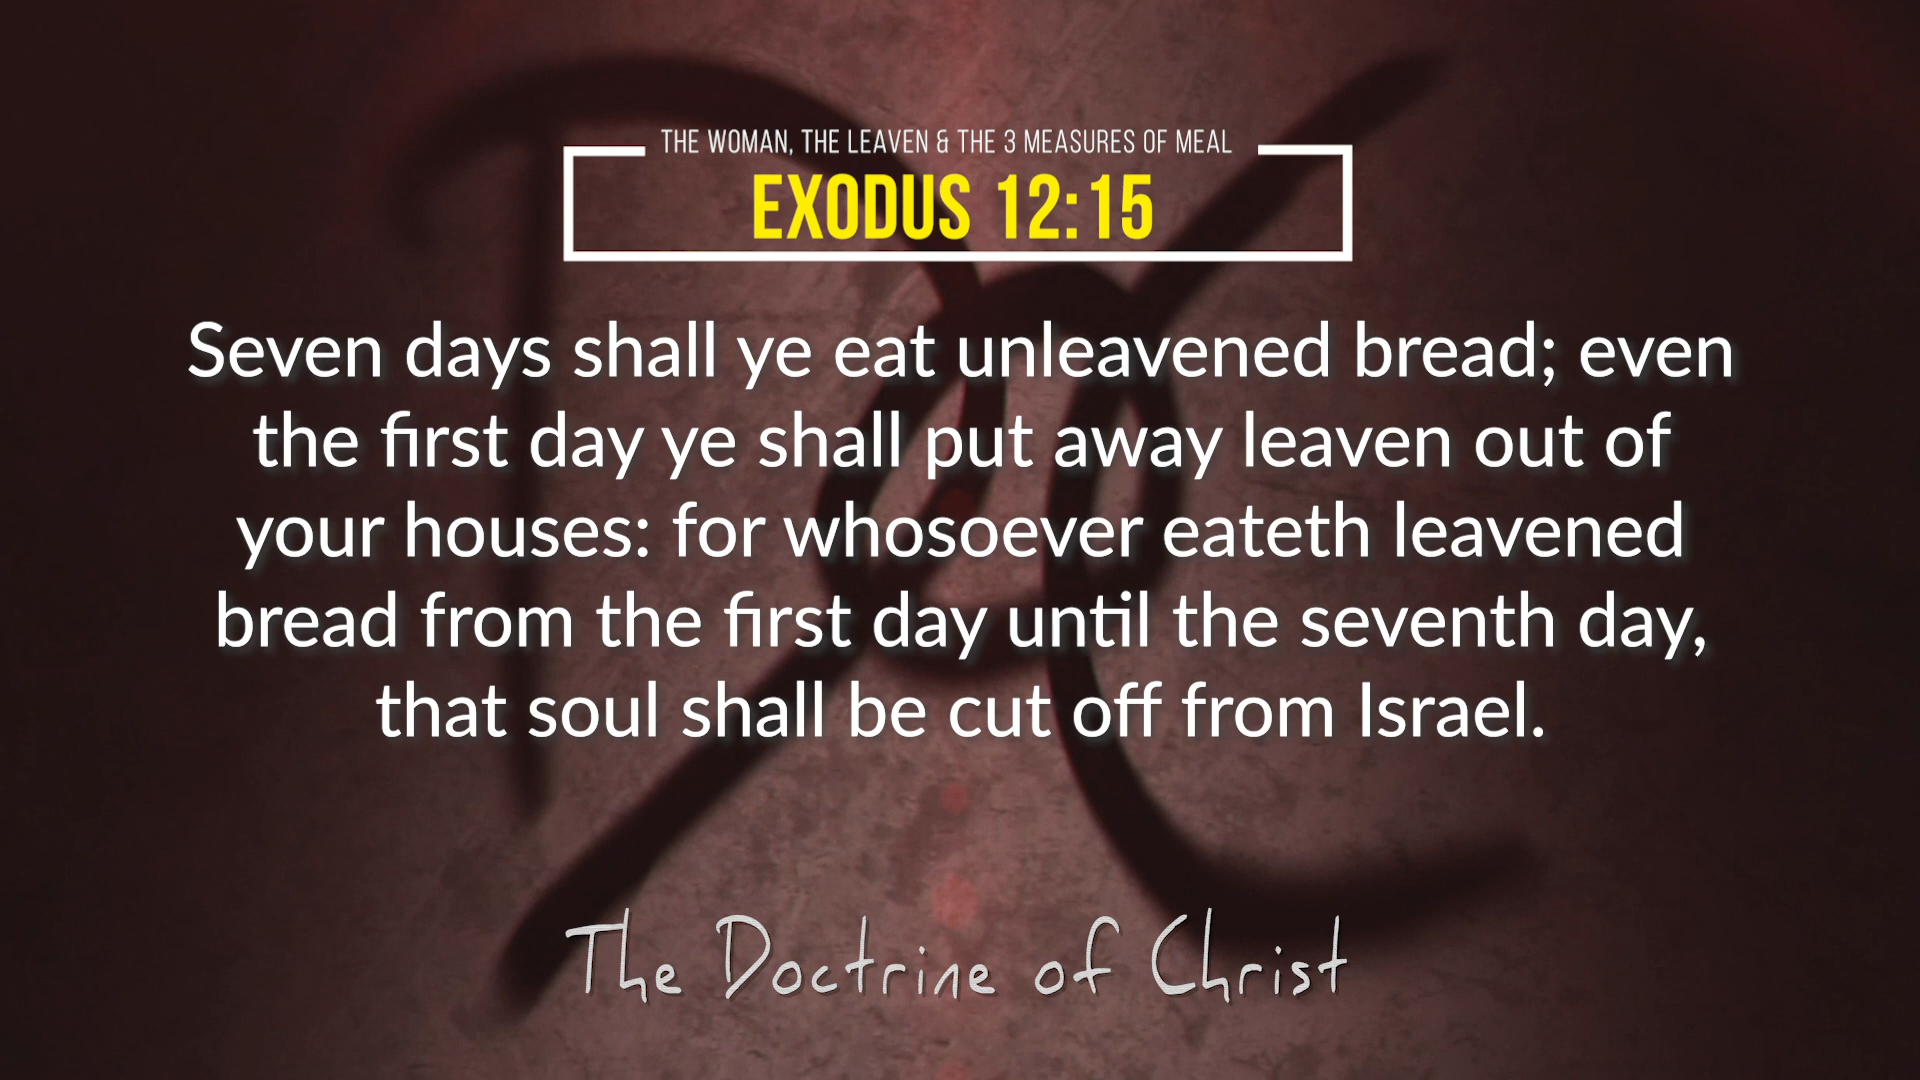 THE WOMAN, THE LEAVEN & THE 3 MEASURES OF MEAL
EXODUS 12:15
Seven days shall ye eat unleavened bread; even
the first day ye shall put away leaven out of
your houses: for whosoever eateth leavened
bread from the first day until the seventh day,
that soul shall be cut off from Israel.
The Doctrine of Christ